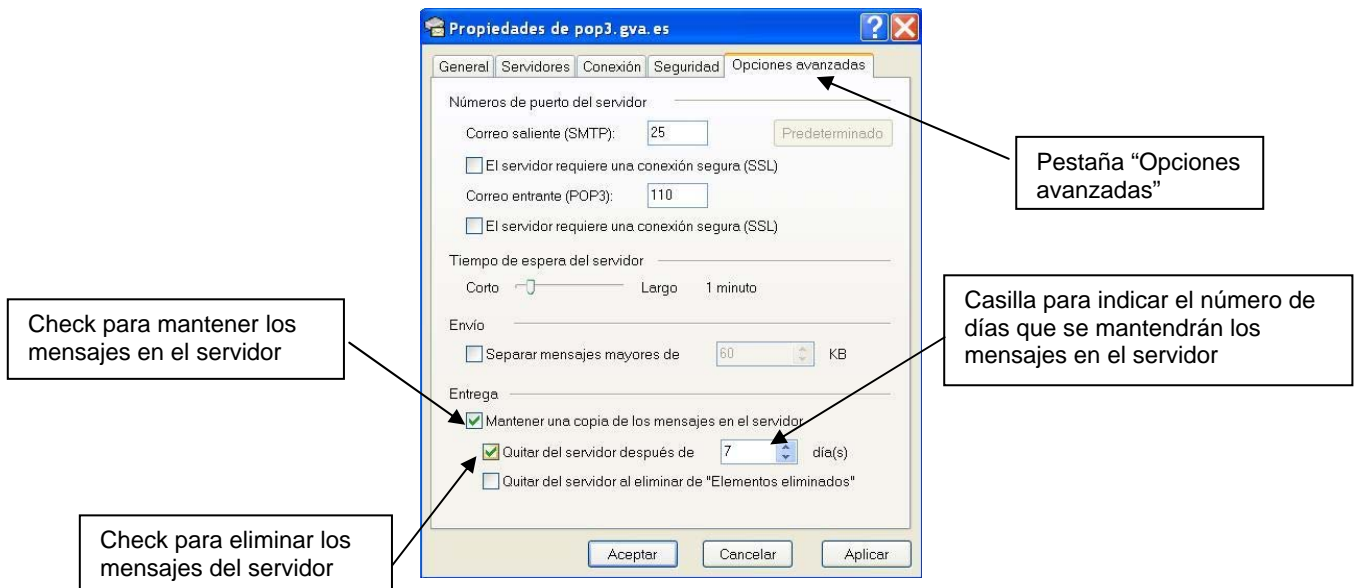 Propiedades de pop3.gva.es
General Servidores Conexión Seguridad Opciones avanzadas
Números de puerto del servidor
Correo saliente (SMTP): 25 Predeterminado
El servidor requiere una conexión segura (SSL)
Correo entrante (POP3): 110
El servidor requiere una conexión segura (SSL)
Tiempo de espera del servidor
Corto Largo 1 minuto
Envío
Separar mensajes mayores de 60 KB
Entrega
Mantener una copia de los mensajes en el servidor
Quitar del servidor después de 7 día(s)
Quitar del servidor al eliminar de "Elementos eliminados"
Aceptar Cancelar Aplicar
Pestaña “Opciones
avanzadas”
Casilla para indicar el número de
días que se mantendrán los
mensajes en el servidor
Check para mantener los
mensajes en el servidor
Check para eliminar los
mensajes del servidor